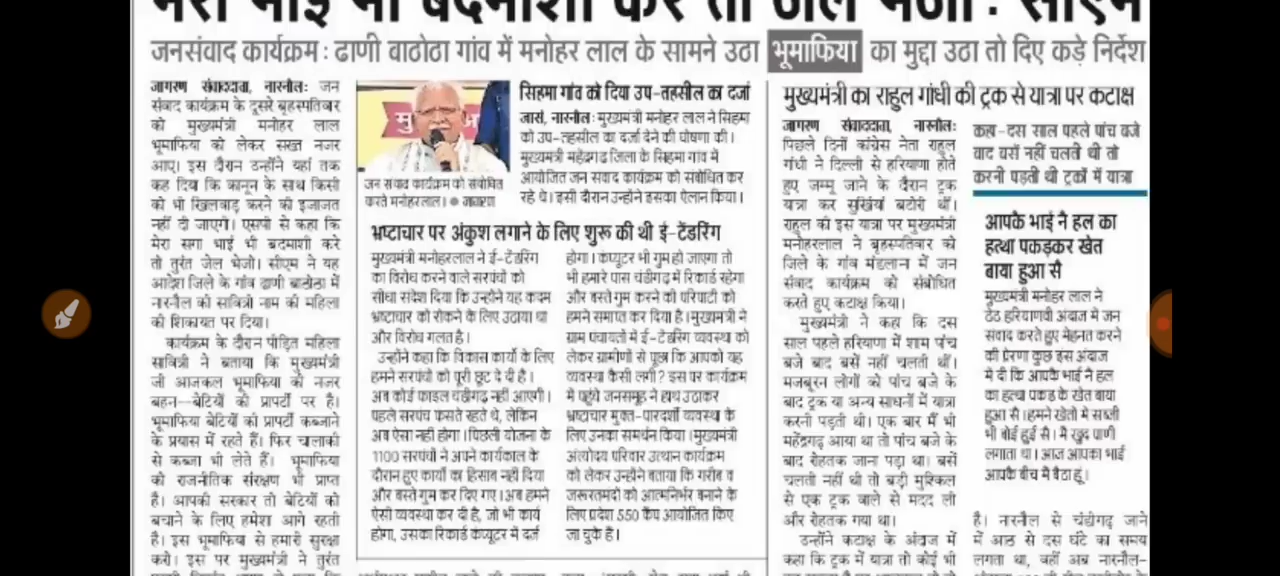 मेरा भाई भी बदमाशी करे तो जेल भेजो : सीएम
जनसंवाद कार्यक्रम : ढाणी वाठोठा गांव में मनोहर लाल के सामने उठा भूमाफिया का मुद्दा उठा तो दिए कड़े निर्देश
जागरण संवाददाता, नारनौल: जन
संवाद कार्यक्रम के दूसरे बृहस्पतिवार
को मुख्यमंत्री मनोहर लाल
भूमाफिया को लेकर सख्त नजर
आए। इस दौरान उन्होंने यहां तक
कह दिया कि कानून के साथ किसी
को भी खिलवाड़ करने की इजाजत
नहीं दी जाएगी। एसपी से कहा कि
मेरा सगा भाई भी बदमाशी करे
तो तुरंत जेल भेजो। सीएम ने यह
आदेश जिले के गांव ढाणी बाठोठा में
नारनौल की सावित्री नाम की महिला
की शिकायत पर दिया।
कार्यक्रम के दौरान पीड़ित महिला
सावित्री ने बताया कि मुख्यमंत्री
जी आजकल भूमाफिया की नजर
बहन—बेटियों की प्रापर्टी पर है।
भूमाफिया बेटियों की प्रापर्टी कब्जाने
के प्रयास में रहते हैं। फिर चालाकी
से कब्जा भी लेते हैं। भूमाफिया
को राजनीतिक संरक्षण भी प्राप्त
है। आपकी सरकार तो बेटियों को
बचाने के लिए हमेशा आगे रहती
है। इस भूमाफिया से हमारी सुरक्षा
करो। इस पर मुख्यमंत्री ने तुरंत
जन संवाद कार्यक्रम को संबोधित
करते मनोहरलाल। ● जागरण
सिहमा गांव को दिया उप-तहसील का दर्जा
जासं, नारनौल: मुख्यमंत्री मनोहर लाल ने सिहमा
को उप-तहसील का दर्जा देने की घोषणा की।
मुख्यमंत्री महेंद्रगढ़ जिला के सिहमा गांव में
आयोजित जन संवाद कार्यक्रम को संबोधित कर
रहे थे। इसी दौरान उन्होंने इसका ऐलान किया।
भ्रष्टाचार पर अंकुश लगाने के लिए शुरू की थी ई-टेंडरिंग
मुख्यमंत्री मनोहरलाल ने ई-टेंडरिंग
का विरोध करने वाले सरपंचों को
सीधा संदेश दिया कि उन्होंने यह कदम
भ्रष्टाचार को रोकने के लिए उठाया था
और विरोध गलत है।
उन्होंने कहा कि विकास कार्यों के लिए
हमने सरपंचों को पूरी छूट दे दी है।
अब कोई फाइल चंडीगढ़ नहीं आएगी।
पहले सरपंच फंसते रहते थे, लेकिन
अब ऐसा नहीं होगा। पिछली योजना के
1100 सरपंचों ने अपने कार्यकाल के
दौरान हुए कार्यों का हिसाब नहीं दिया
और बस्ते गुम कर दिए गए। अब हमने
ऐसी व्यवस्था कर दी है, जो भी कार्य
होगा, उसका रिकार्ड कंप्यूटर में दर्ज
होगा। कंप्यूटर भी गुम हो जाएगा तो
भी हमारे पास चंडीगढ़ में रिकार्ड रहेगा
और बस्ते गुम करने की परिपाटी को
हमने समाप्त कर दिया है। मुख्यमंत्री ने
ग्राम पंचायतों में ई-टेंडरिंग व्यवस्था को
लेकर ग्रामीणों से पूछा कि आपको यह
व्यवस्था कैसी लगी? इस पर कार्यक्रम
में पहुंचे जनसमूह ने हाथ उठाकर
भ्रष्टाचार मुक्त-पारदर्शी व्यवस्था के
लिए उनका समर्थन किया। मुख्यमंत्री
अंत्योदय परिवार उत्थान कार्यक्रम
को लेकर उन्होंने बताया कि गरीब व
जरूरतमंदों को आत्मनिर्भर बनाने के
लिए प्रदेश 550 कैंप आयोजित किए
जा चुके हैं।
मुख्यमंत्री का राहुल गांधी की ट्रक से यात्रा पर कटाक्ष
जागरण संवाददाता, नारनौल:
पिछले दिनों कांग्रेस नेता राहुल
गांधी ने दिल्ली से हरियाणा होते
हुए जम्मू जाने के दौरान ट्रक
यात्रा कर सुर्खियां बटोरी थीं।
राहुल की इस यात्रा पर मुख्यमंत्री
मनोहरलाल ने बृहस्पतिवार को
जिले के गांव मंडलाना में जन
संवाद कार्यक्रम को संबोधित
करते हुए कटाक्ष किया।
मुख्यमंत्री ने कहा कि दस
साल पहले हरियाणा में शाम पांच
बजे बाद बसें नहीं चलती थीं।
मजबूरन लोगों को पांच बजे के
बाद ट्रक या अन्य साधनों में यात्रा
करनी पड़ती थी। एक बार मैं भी
महेंद्रगढ़ आया था तो पांच बजे के
बाद रोहतक जाना पड़ा था। बसें
चलती नहीं थी तो बड़ी मुश्किल
से एक ट्रक वाले से मदद ली
और रोहतक गया था।
उन्होंने कटाक्ष के अंदाज में
कहा कि ट्रक में यात्रा तो कोई भी
कहा-दस साल पहले पांच बजे
बाद बसें नहीं चलती थी तो
करनी पड़ती थी ट्रकों में यात्रा
आपके भाई ने हल का
हत्था पकड़कर खेत
बाया हुआ सै
मुख्यमंत्री मनोहर लाल ने
ठेठ हरियाणवी अंदाज में जन
संवाद करते हुए मेहनत करने
की प्रेरणा कुछ इस अंदाज
में दी कि आपके भाई ने हल
का हत्था पकड़ के खेत बाया
हुआ सै। हमने खेतों में सब्जी
भी बोई हुई सै। मैं खुद पाणी
लगाता था। आज आपका भाई
आपके बीच में बैठा हूं।
है। नारनौल से चंडीगढ़ जाने
में आठ से दस घंटे का समय
लगता था, वहीं अब नारनौल-